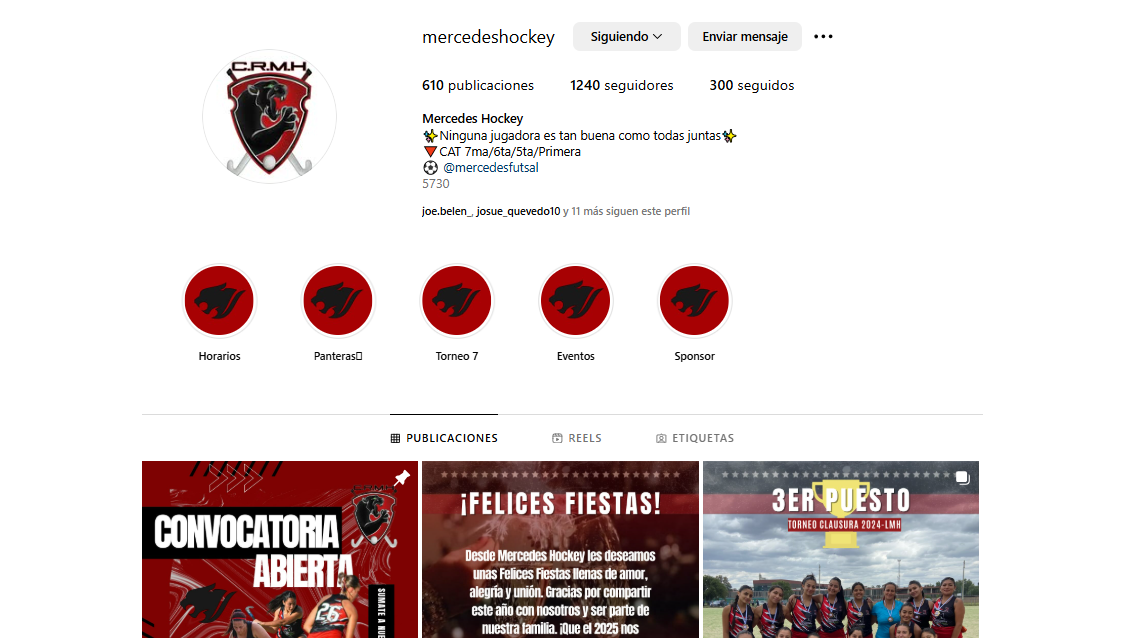 mercedeshockey Siguiendo Enviar mensaje
C.R.M.H
610 publicaciones 1240 seguidores 300 seguidos
Mercedes Hockey
✨Ninguna jugadora es tan buena como todas juntas✨
🔻CAT 7ma/6ta/5ta/Primera
⚽ @mercedesfutsal
5730
joe.belen_, josue_quevedo10 y 11 más siguen este perfil
Horarios Panteras Torneo 7 Eventos Sponsor
PUBLICACIONES REELS ETIQUETAS
C.R.M.H
CONVOCATORIA
ABIERTA
26
¡FELICES FIESTAS!
Desde Mercedes Hockey les deseamos
unas Felices Fiestas llenas de amor,
alegría y unión. Gracias por compartir
este año con nosotros y ser parte de
nuestra familia. ¡Que el 2025 nos
3ER PUESTO
TORNEO CLAUSURA 2024-LMH